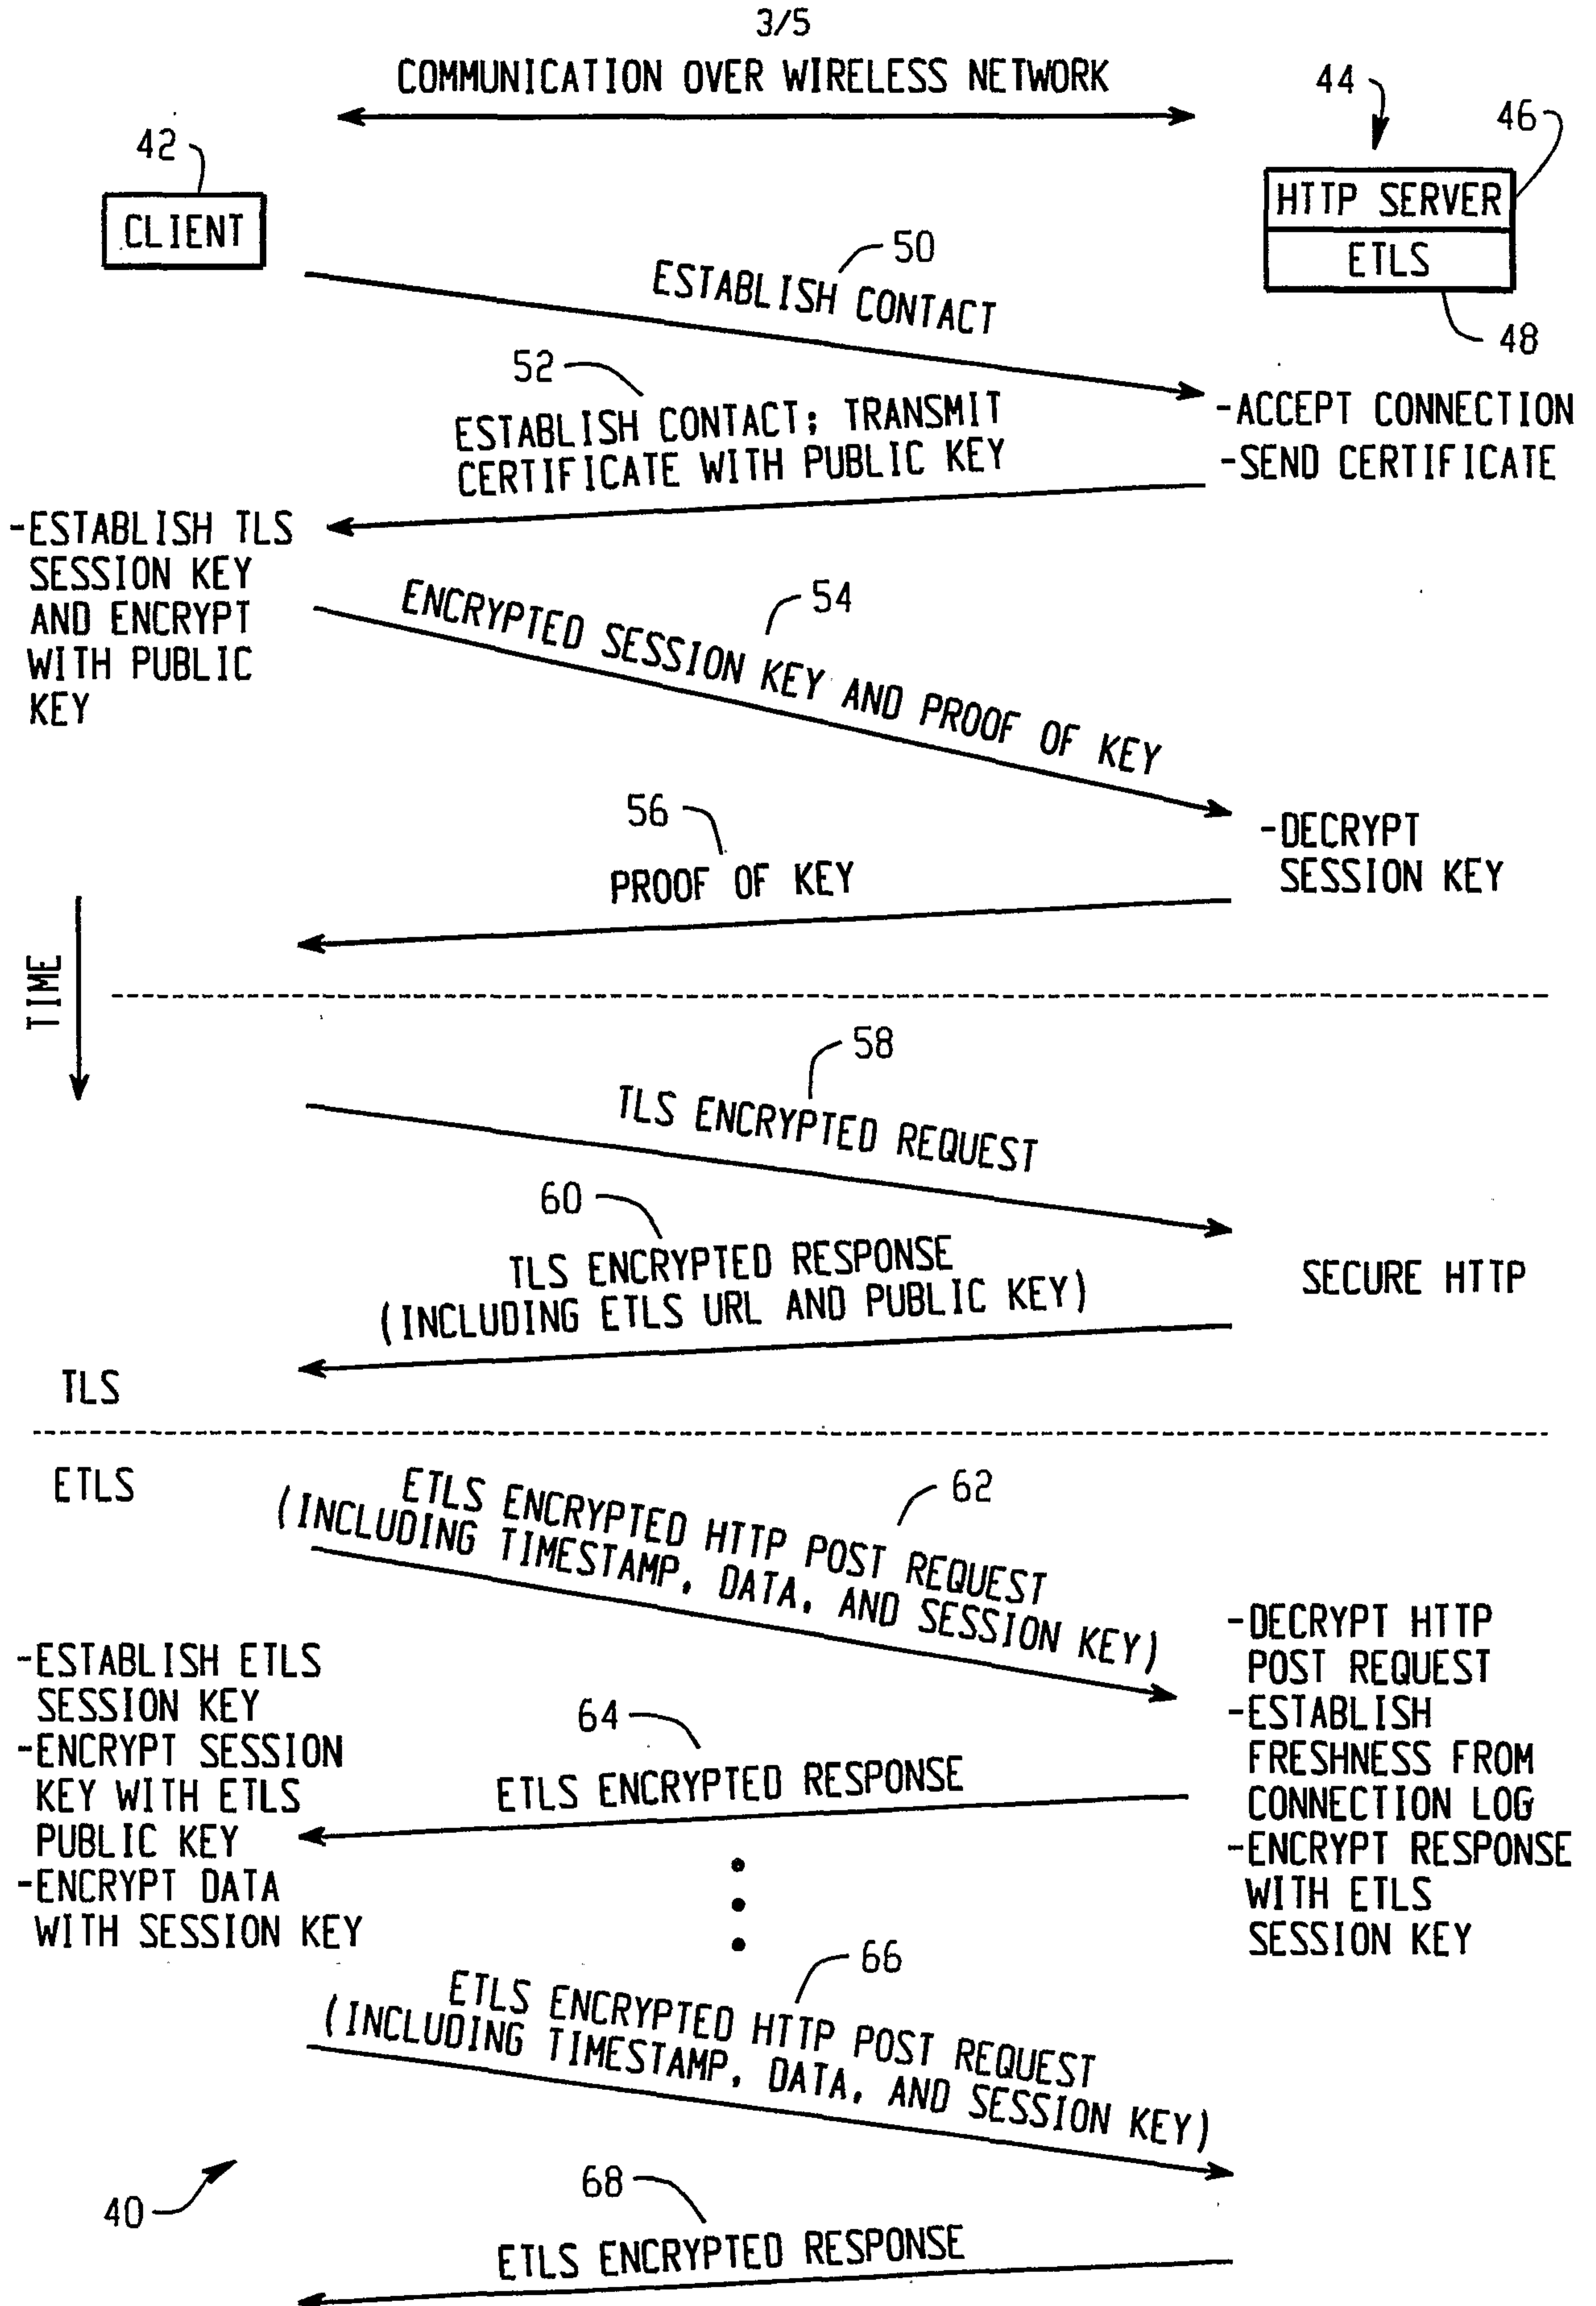 3/5
COMMUNICATION OVER WIRELESS NETWORK
44
46
42
CLIENT
HTTP SERVER
ETLS
48
50
ESTABLISH CONTACT
52
ESTABLISH CONTACT; TRANSMIT
CERTIFICATE WITH PUBLIC KEY
-ACCEPT CONNECTION
-SEND CERTIFICATE
-ESTABLISH TLS
SESSION KEY
AND ENCRYPT
WITH PUBLIC
KEY
54
ENCRYPTED SESSION KEY AND PROOF OF KEY
56
PROOF OF KEY
-DECRYPT
SESSION KEY
TIME
58
TLS ENCRYPTED REQUEST
60
TLS ENCRYPTED RESPONSE
(INCLUDING ETLS URL AND PUBLIC KEY)
SECURE HTTP
TLS
ETLS
62
ETLS ENCRYPTED HTTP POST REQUEST
(INCLUDING TIMESTAMP, DATA, AND SESSION KEY)
-ESTABLISH ETLS
SESSION KEY
-ENCRYPT SESSION
KEY WITH ETLS
PUBLIC KEY
-ENCRYPT DATA
WITH SESSION KEY
64
ETLS ENCRYPTED RESPONSE
-DECRYPT HTTP
POST REQUEST
-ESTABLISH
FRESHNESS FROM
CONNECTION LOG
-ENCRYPT RESPONSE
WITH ETLS
SESSION KEY
66
ETLS ENCRYPTED HTTP POST REQUEST
(INCLUDING TIMESTAMP, DATA, AND SESSION KEY)
40
68
ETLS ENCRYPTED RESPONSE